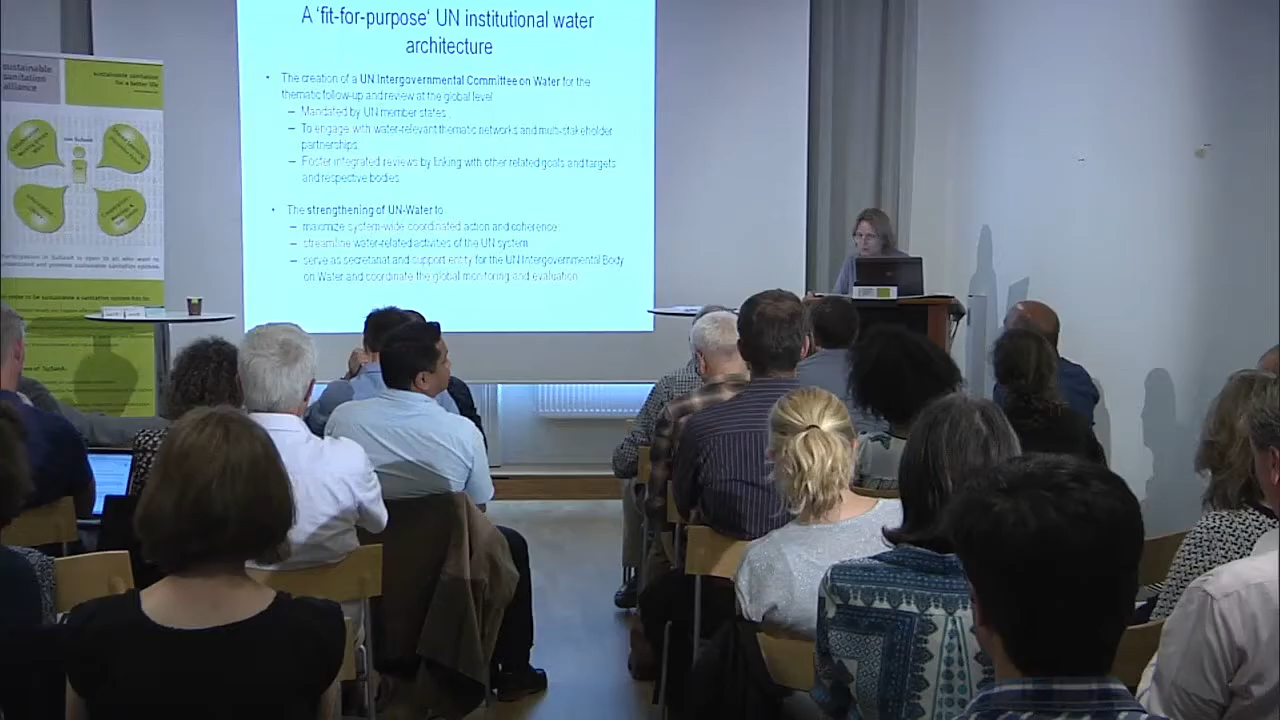 A 'fit-for-purpose' UN institutional water
architecture
• The creation of a UN Intergovernmental Committee on Water for the
thematic follow-up and review at the global level
– Mandated by UN member states
– To engage with water-relevant thematic networks and multi-stakeholder
partnerships
– Foster integrated reviews by linking with other related goals and targets
and respective bodies
• The strengthening of UN-Water to
– maximize system-wide coordinated action and coherence
– streamline water-related activities of the UN system
– serve as secretariat and support entity for the UN Intergovernmental Body
on Water and coordinate the global monitoring and evaluation
sustainable
sanitation
alliance
sustainable sanitation
for a better life